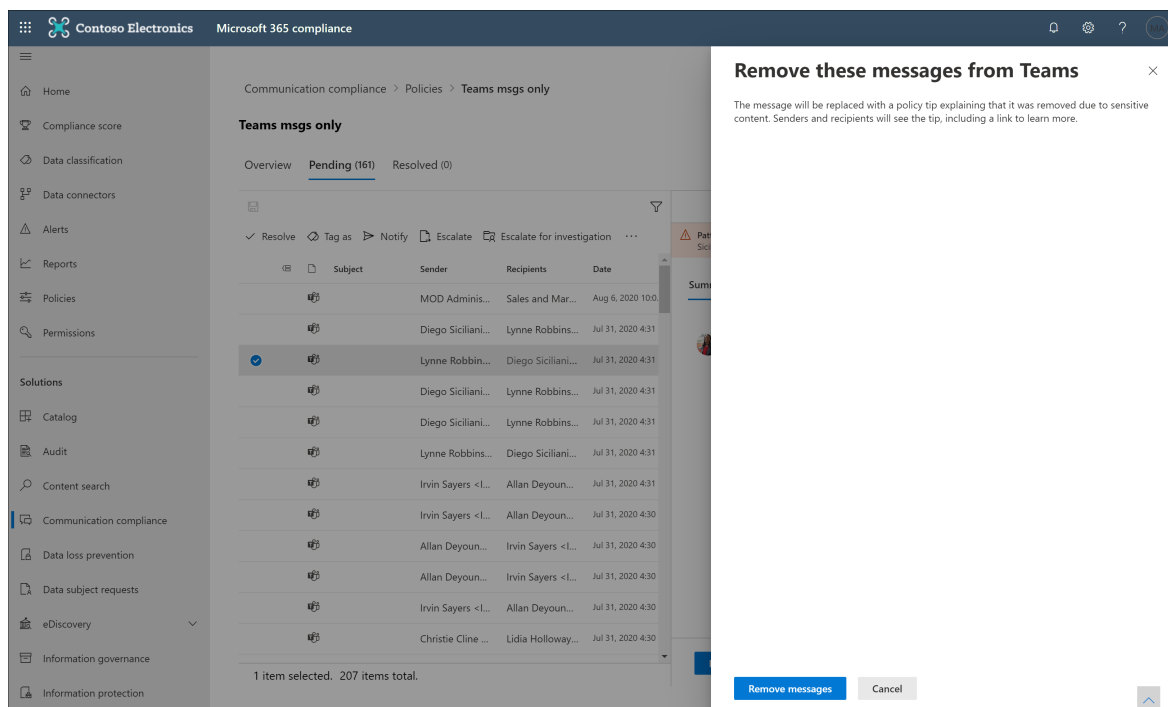 Contoso Electronics
Microsoft 365 compliance
Home
Compliance score
Data classification
Data connectors
Alerts
Reports
Policies
Permissions
Solutions
Catalog
Audit
Content search
Communication compliance
Data loss prevention
Data subject requests
eDiscovery
Information governance
Information protection
Communication compliance > Policies > Teams msgs only
Teams msgs only
Overview Pending (161) Resolved (0)
Resolve Tag as Notify Escalate Escalate for investigation ...
Subject Sender Recipients Date
MOD Adminis... Sales and Mar... Aug 6, 2020 10:0.
Diego Siciliani... Lynne Robbins... Jul 31, 2020 4:31
Lynne Robbin... Diego Siciliani... Jul 31, 2020 4:31
Diego Siciliani... Lynne Robbins... Jul 31, 2020 4:31
Diego Siciliani... Lynne Robbins... Jul 31, 2020 4:31
Lynne Robbins... Diego Siciliani... Jul 31, 2020 4:31
Irvin Sayers <I... Allan Deyoun... Jul 31, 2020 4:31
Irvin Sayers <I... Allan Deyoun... Jul 31, 2020 4:30
Allan Deyoun... Irvin Sayers <I... Jul 31, 2020 4:30
Allan Deyoun... Irvin Sayers <I... Jul 31, 2020 4:30
Irvin Sayers <I... Allan Deyoun... Jul 31, 2020 4:30
Christie Cline ... Lidia Holloway... Jul 31, 2020 4:30
1 item selected. 207 items total.
Remove these messages from Teams
The message will be replaced with a policy tip explaining that it was removed due to sensitive
content. Senders and recipients will see the tip, including a link to learn more.
Remove messages Cancel